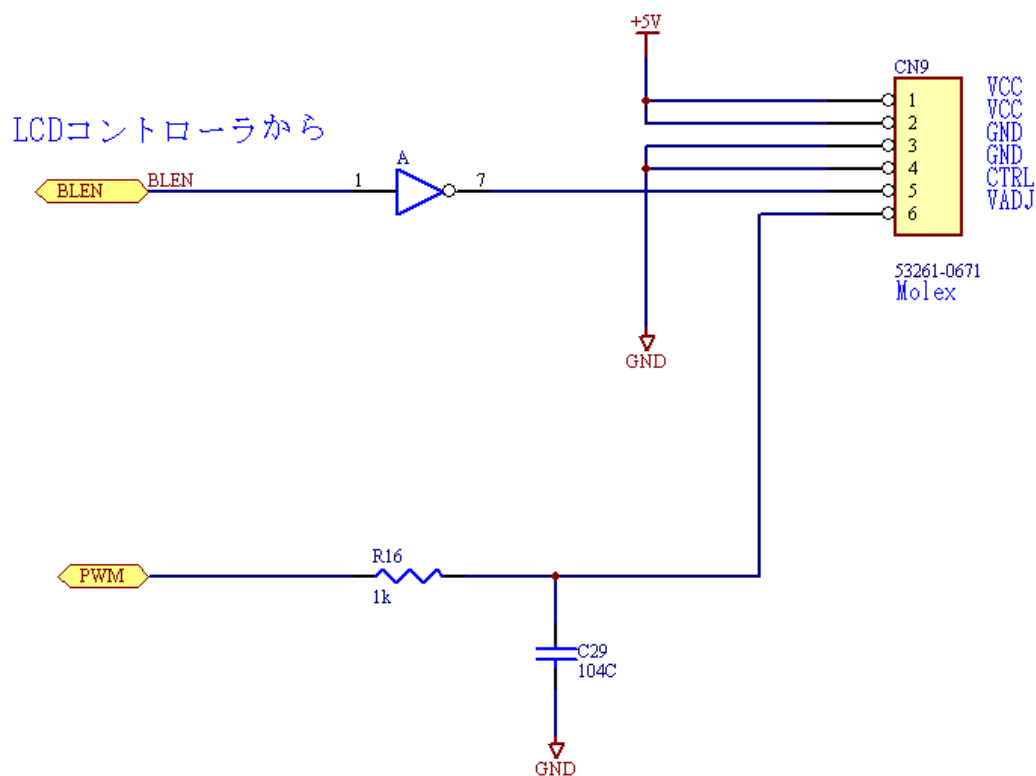 +5V
CN9
VCC
VCC
GND
GND
CTRL
VADJ
1
2
3
4
5
6
LCDコントローラから
A
BLEN
BLEN
1
7
53261-0671
Molex
GND
R16
PWM
1k
C29
104C
GND